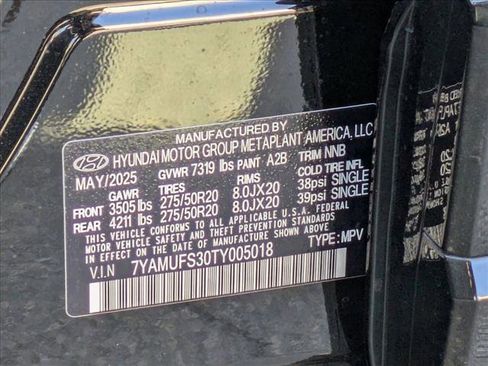 MANUFACTURED BY
HYUNDAI MOTOR GROUP METAPLANT AMERICA, LLC
MAY/2025 GVWR 7319 lbs PAINT A2B TRIM NNB
GAWR TIRES RIMS COLD TIRE INFL
FRONT 3505 lbs 275/50R20 8.0JX20 38psi SINGLE
REAR 4211 lbs 275/50R20 8.0JX20 39psi SINGLE
THIS VEHICLE CONFORMS TO ALL APPLICABLE U.S.A. FEDERAL
MOTOR VEHICLE SAFETY AND THEFT PREVENTION STANDARDS
IN EFFECT ON THE DATE OF MANUFACTURE SHOWN ABOVE.
V.I.N 7YAMUFS30TY005018 TYPE: MPV